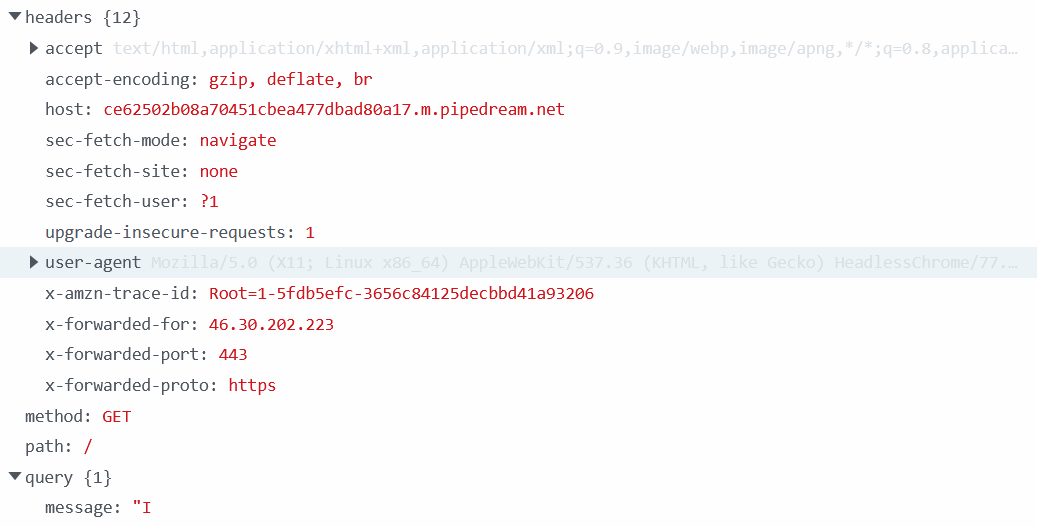 headers {12}
accept text/html,application/xhtml+xml,application/xml;q=0.9,image/webp,image/apng,*/*;q=0.8,applica…
accept-encoding: gzip, deflate, br
host: ce62502b08a70451cbea477dbad80a17.m.pipedream.net
sec-fetch-mode: navigate
sec-fetch-site: none
sec-fetch-user: ?1
upgrade-insecure-requests: 1
user-agent Mozilla/5.0 (X11; Linux x86_64) AppleWebKit/537.36 (KHTML, like Gecko) HeadlessChrome/77.…
x-amzn-trace-id: Root=1-5fdb5efc-3656c84125decbbd41a93206
x-forwarded-for: 46.30.202.223
x-forwarded-port: 443
x-forwarded-proto: https
method: GET
path: /
query {1}
message: "I